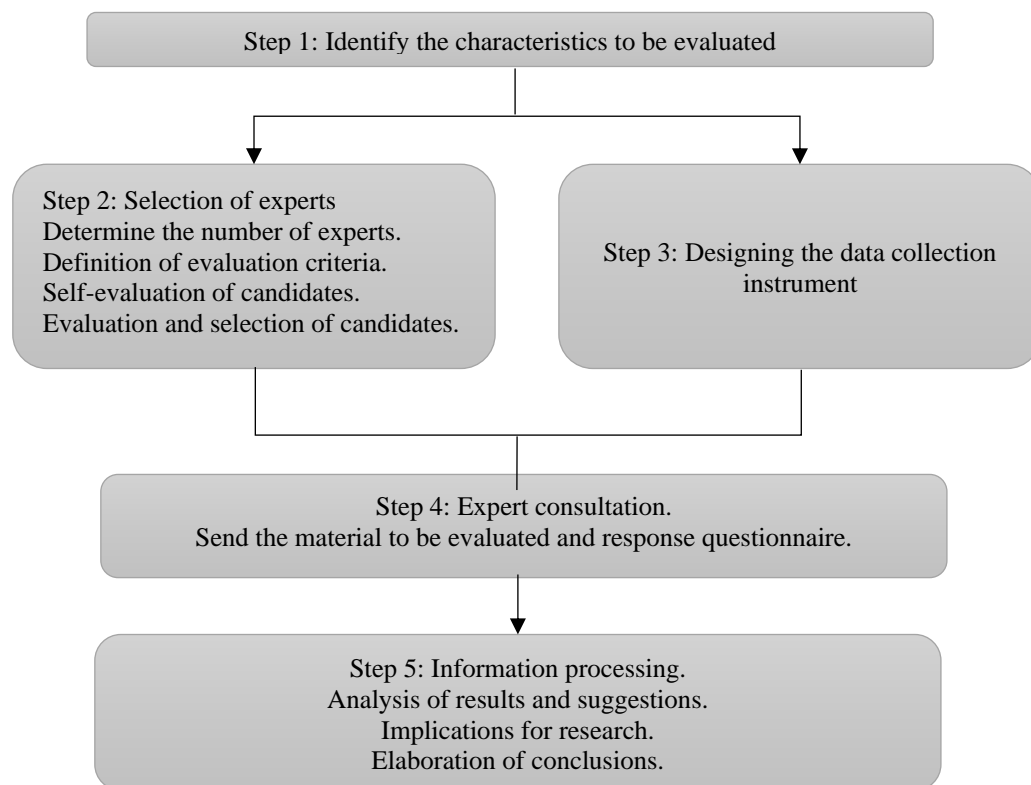 Step 1: Identify the characteristics to be evaluated
Step 2: Selection of experts
Determine the number of experts.
Definition of evaluation criteria.
Self-evaluation of candidates.
Evaluation and selection of candidates.
Step 3: Designing the data collection
instrument
Step 4: Expert consultation.
Send the material to be evaluated and response questionnaire.
Step 5: Information processing.
Analysis of results and suggestions.
Implications for research.
Elaboration of conclusions.